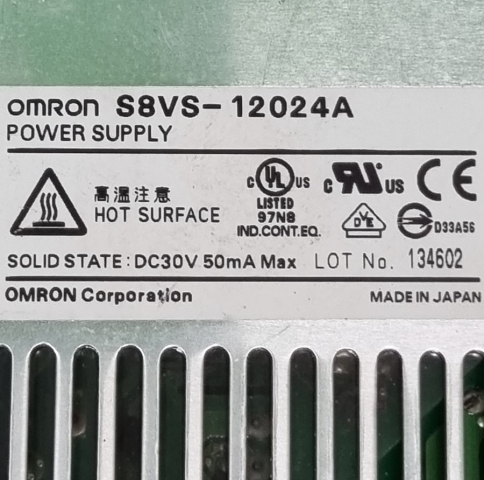 OMRON S8VS-12024A
POWER SUPPLY
高温注意
HOT SURFACE
c UL US
LISTED
97N8
IND.CONT.EQ.
c RU US
CE
DVE
D33A56
SOLID STATE: DC30V 50mA Max LOT No. 134602
OMRON Corporation
MADE IN JAPAN